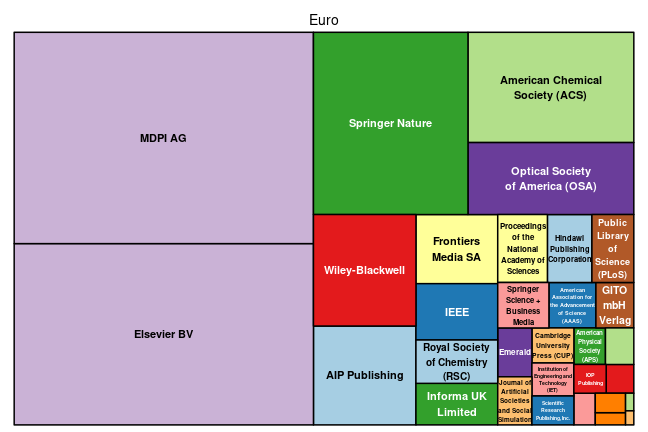 Euro
MDPI AG
Elsevier BV
Springer Nature
American Chemical
Society (ACS)
Optical Society
of America (OSA)
Wiley-Blackwell
AIP Publishing
Frontiers
Media SA
IEEE
Royal Society
of Chemistry
(RSC)
Informa UK
Limited
Proceedings
of the
National
Academy of
Sciences
Hindawi
Publishing
Corporation
Public
Library
of
Science
(PLoS)
Springer
Science +
Business
Media
American
Association for
the Advancement
of Science
(AAAS)
GITO
mbH
Verlag
Emerald
Cambridge
University
Press (CUP)
American
Physical
Society
(APS)
Journal of
Artificial
Societies
and Social
Simulation
Institution of
Engineering and
Technology
(IET)
IOP
Publishing
Scientific
Research
Publishing, Inc.